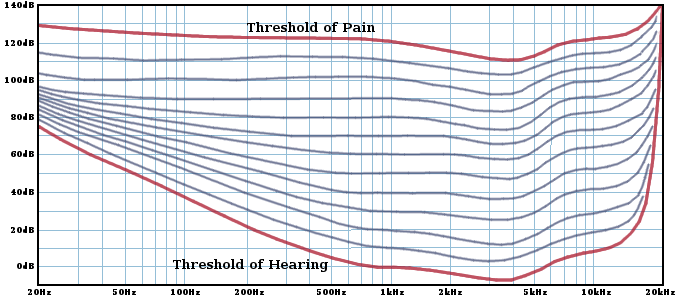 140dB
Threshold of Pain
120dB
100dB
80dB
60dB
40dB
20dB
Threshold of Hearing
0dB
20Hz 50Hz 100Hz 200Hz 500Hz 1kHz 2kHz 5kHz 10kHz 20kHz